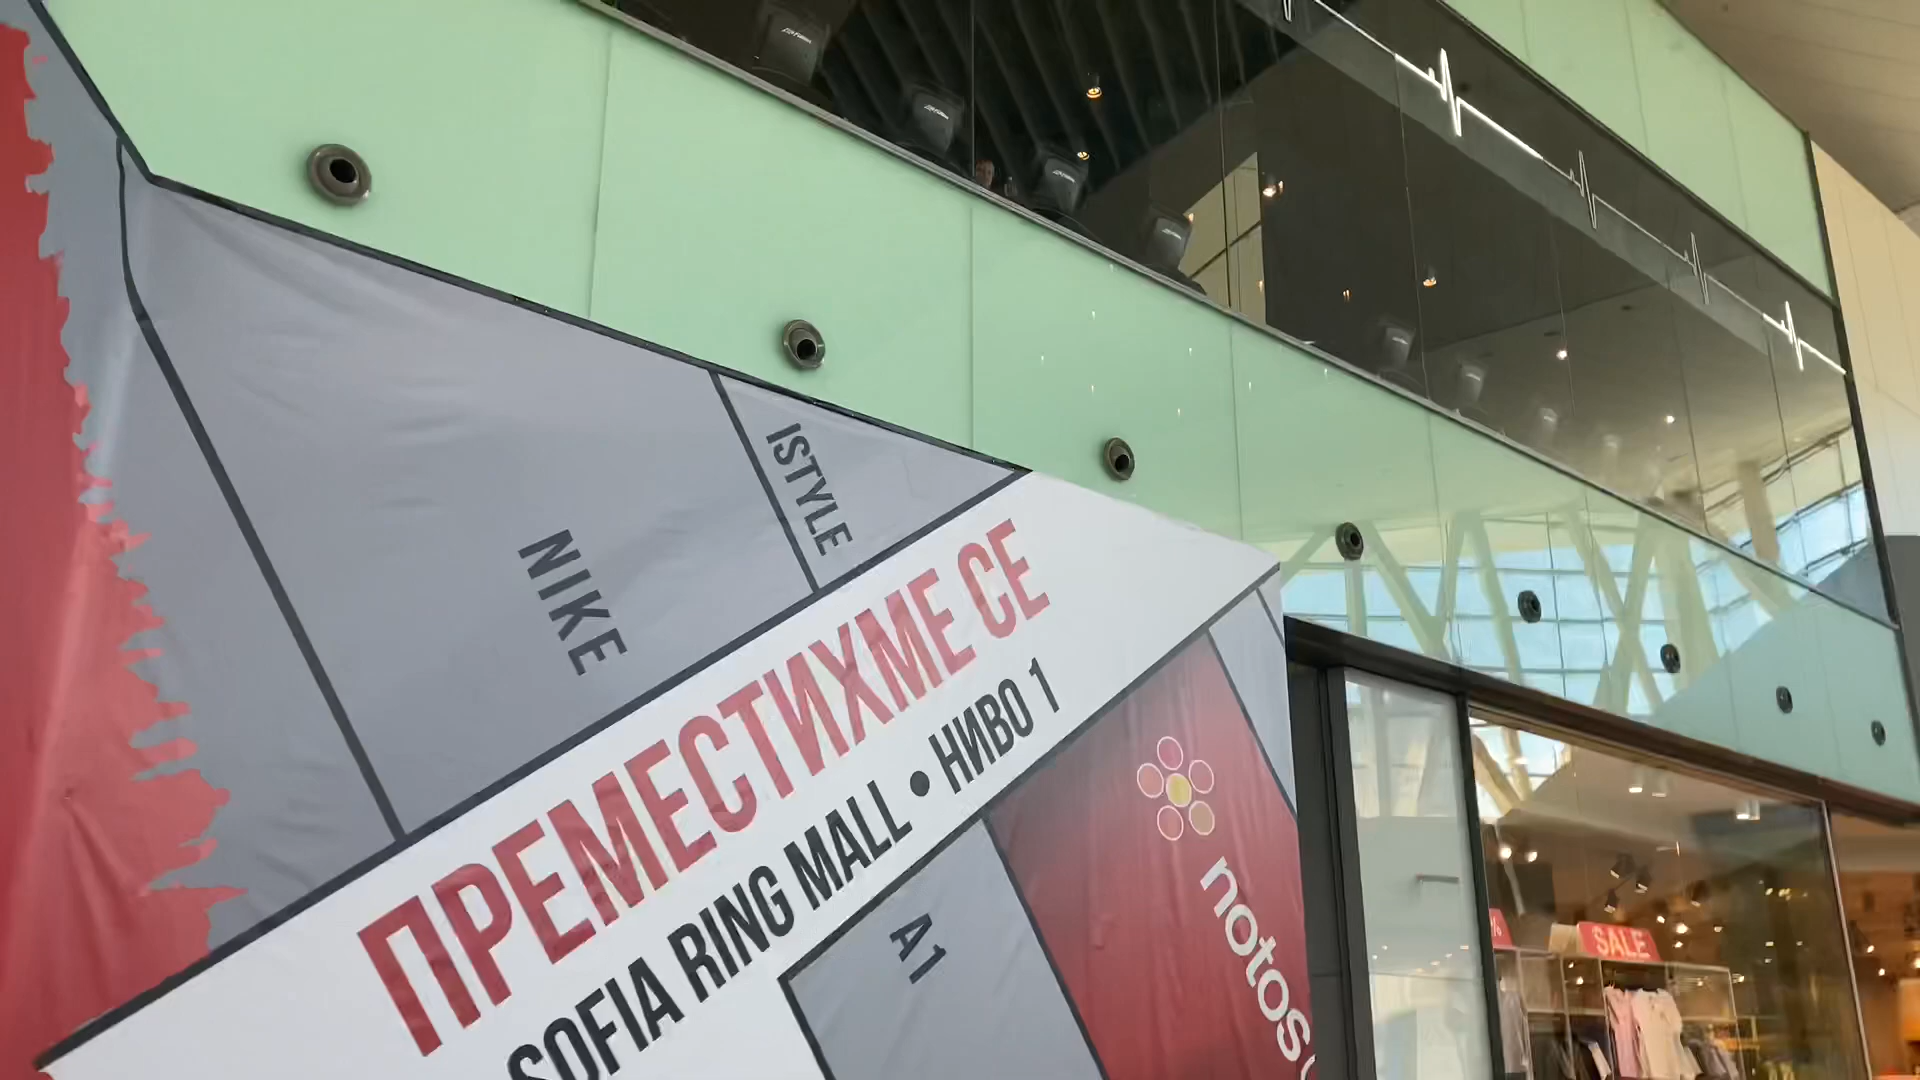 ISTYLE
NIKE
ПРЕМЕСТИХМЕ СЕ
SOFIA RING MALL • НИВО 1
A1
notos
SALE
%